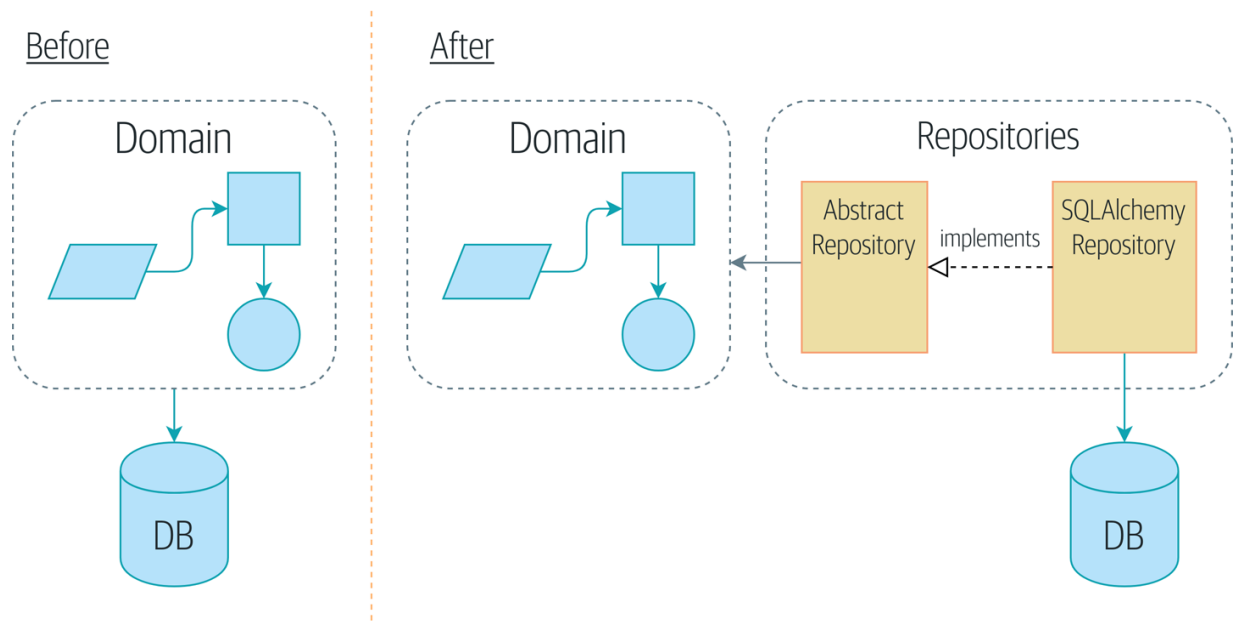 Before
Domain
DB
After
Domain
Repositories
Abstract
Repository
implements
SQLAlchemy
Repository
DB